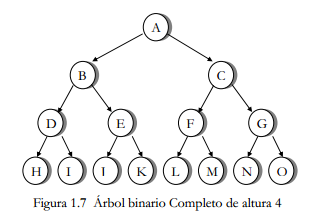 A
B C
D E F G
H I J K L M N O
Figura 1.7 Árbol binario Completo de altura 4